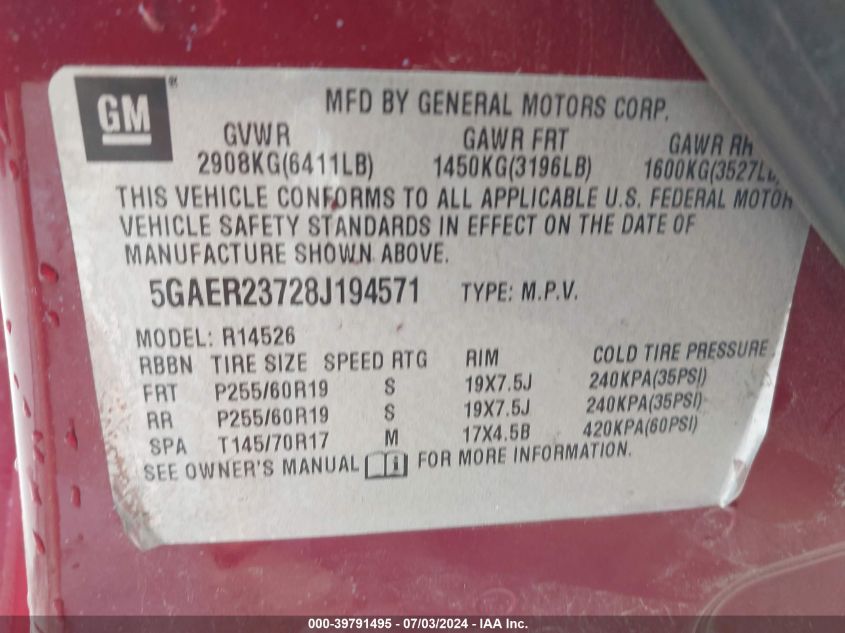 GM
MFD BY GENERAL MOTORS CORP.
GVWR GAWR FRT GAWR RR
2908KG(6411LB) 1450KG(3196LB) 1600KG(3527LB)
THIS VEHICLE CONFORMS TO ALL APPLICABLE U.S. FEDERAL MOTOR
VEHICLE SAFETY STANDARDS IN EFFECT ON THE DATE OF
MANUFACTURE SHOWN ABOVE.
5GAER23728J194571 TYPE: M.P.V.
MODEL: R14526
RBBN TIRE SIZE SPEED RTG RIM COLD TIRE PRESSURE
FRT P255/60R19 S 19X7.5J 240KPA(35PSI)
RR P255/60R19 S 19X7.5J 240KPA(35PSI)
SPA T145/70R17 M 17X4.5B 420KPA(60PSI)
SEE OWNER'S MANUAL FOR MORE INFORMATION.
000-39791495 - 07/03/2024 - IAA Inc.